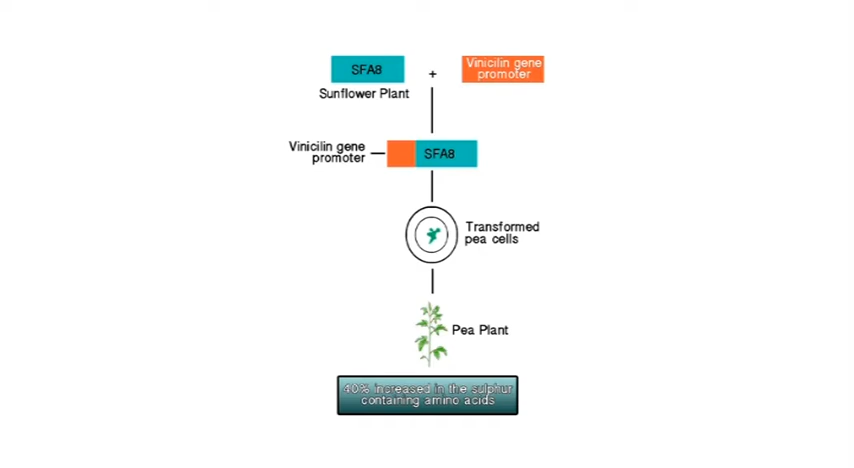 SFA8
+
Vinicilin gene
promoter
Sunflower Plant
Vinicilin gene
promoter
SFA8
Transformed
pea cells
Pea Plant
40% increased in the sulphur
containing amino acids